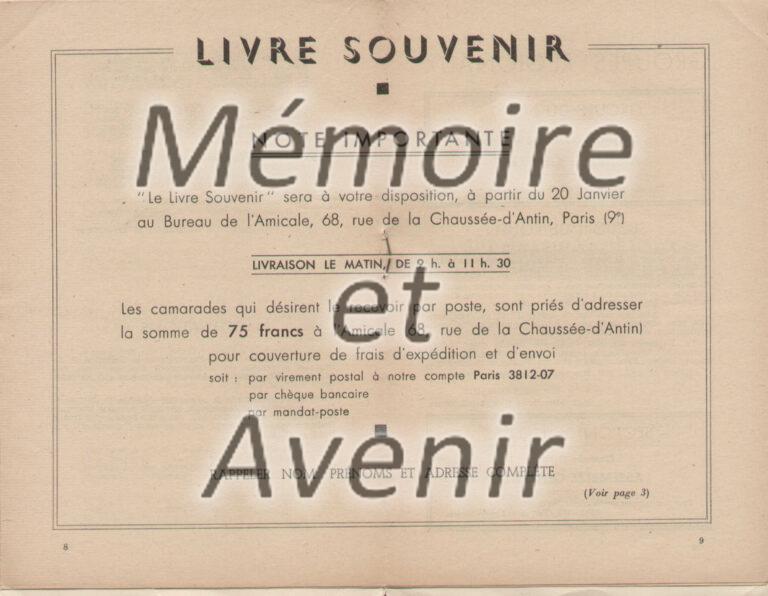 LIVRE SOUVENIR
Mémoire
NOTE IMPORTANTE
"Le Livre Souvenir" sera à votre disposition, à partir du 20 Janvier
au Bureau de l'Amicale, 68, rue de la Chaussée-d'Antin, Paris (9e)
LIVRAISON LE MATIN, DE 9 h. à 11 h. 30
et
Les camarades qui désirent le recevoir par poste, sont priés d'adresser
la somme de 75 francs à l'Amicale (68, rue de la Chaussée-d'Antin)
pour couverture de frais d'expédition et d'envoi
soit : par virement postal à notre compte Paris 3812-07
par chèque bancaire
par mandat-poste
Avenir
RAPPELER NOM, PRÉNOMS ET ADRESSE COMPLÈTE
(Voir page 3)
8
9